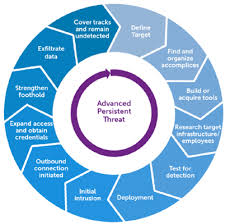 Cover tracks
and remain
undetected
Define
Target
Find and
organize
accomplices
Build or
acquire tools
Research target
infrastructure/
employees
Test for
detection
Deployment
Initial
intrusion
Outbound
connection
initiated
Expand access
and obtain
credentials
Strengthen
foothold
Exfiltrate
data
Advanced
Persistent
Threat